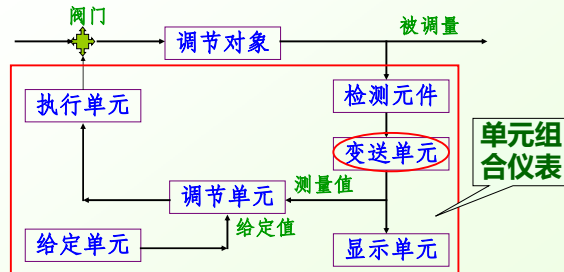 阀门
调节对象
被调量
执行单元
检测元件
变送单元
单元组
合仪表
测量值
调节单元
给定值
给定单元
显示单元